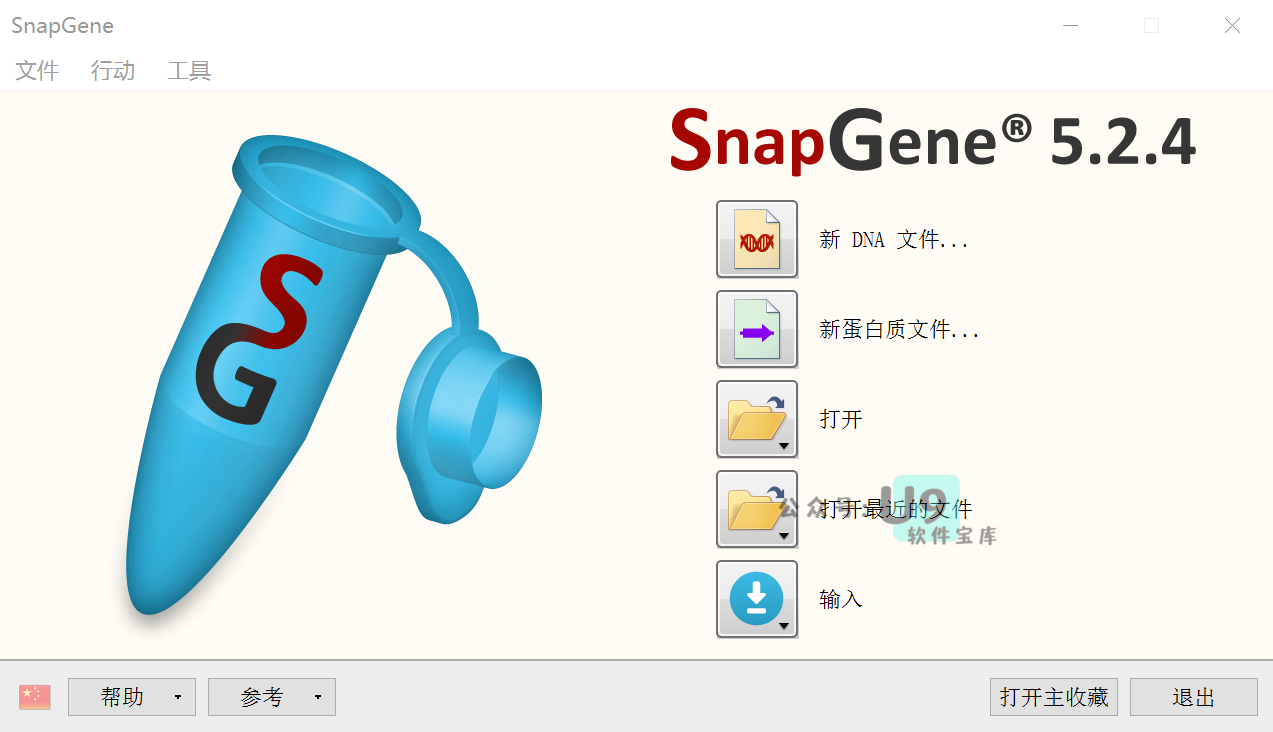 SnapGene
文件 行动 工具
SnapGene® 5.2.4
SG
新 DNA 文件...
新蛋白质文件...
打开
打开最近的文件
公众号:U9
软件宝库
输入
帮助 参考 打开主收藏 退出